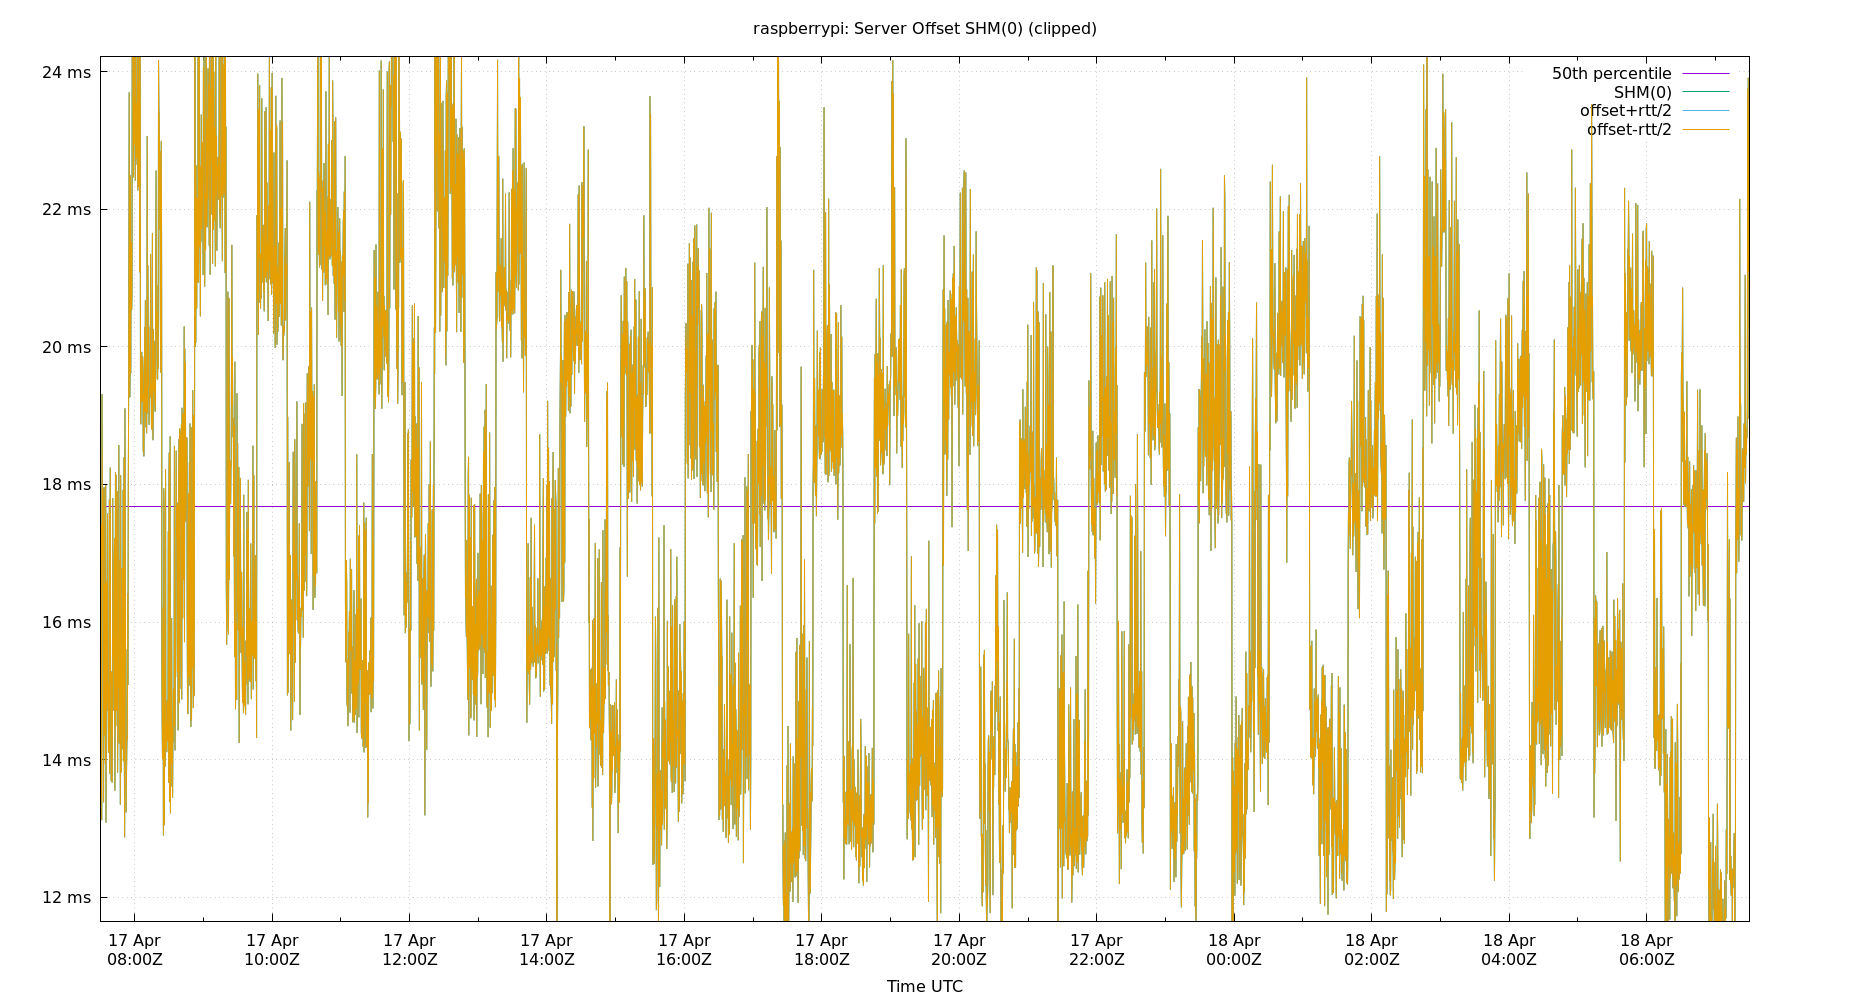 raspberrypi: Server Offset SHM(0) (clipped)
24 ms
22 ms
20 ms
18 ms
16 ms
14 ms
12 ms
50th percentile
SHM(0)
offset+rtt/2
offset-rtt/2
17 Apr 17 Apr 17 Apr 17 Apr 17 Apr 17 Apr 17 Apr 17 Apr 18 Apr 18 Apr 18 Apr 18 Apr
08:00Z 10:00Z 12:00Z 14:00Z 16:00Z 18:00Z 20:00Z 22:00Z 00:00Z 02:00Z 04:00Z 06:00Z
Time UTC